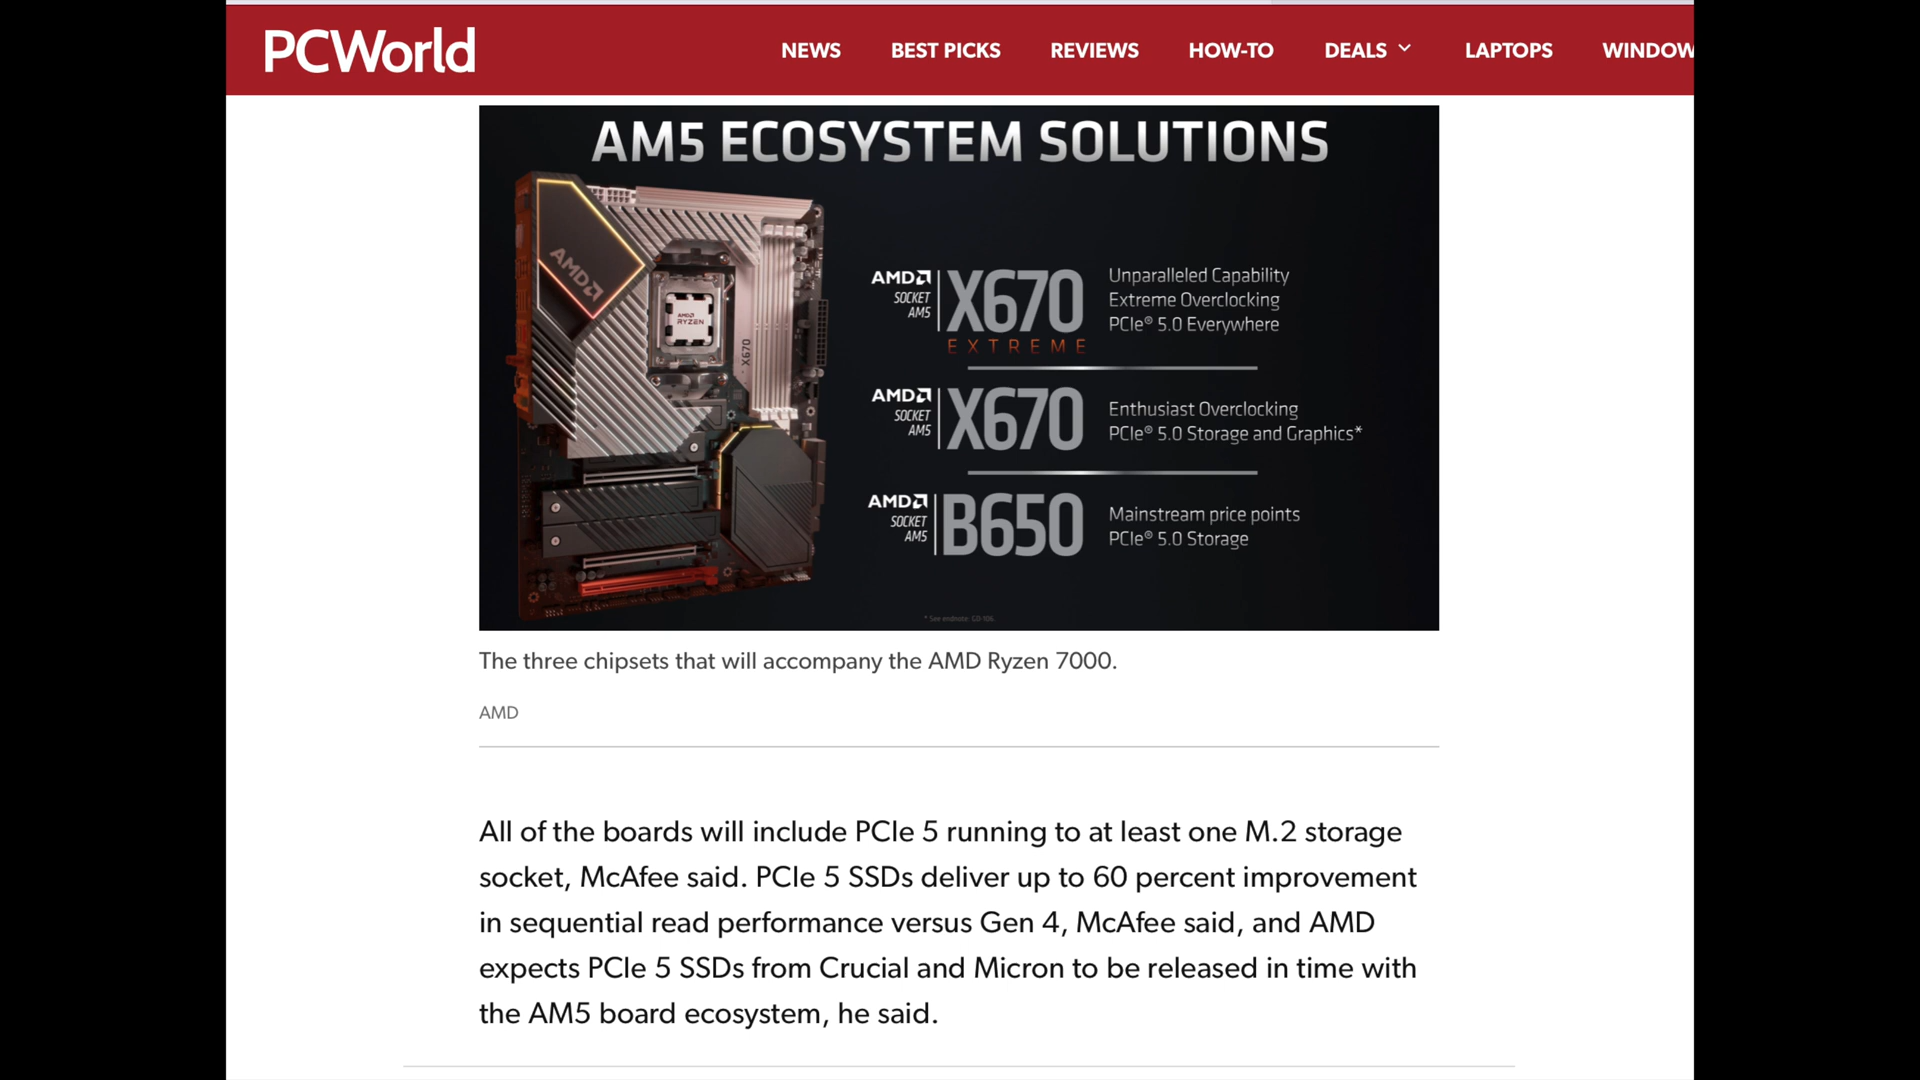 PCWorld
NEWS BEST PICKS REVIEWS HOW-TO DEALS LAPTOPS WINDOW
AM5 ECOSYSTEM SOLUTIONS
AMD
AMD RYZEN
X670
AMD SOCKET AM5 X670 EXTREME
Unparalleled Capability
Extreme Overclocking
PCIe® 5.0 Everywhere
AMD SOCKET AM5 X670
Enthusiast Overclocking
PCIe® 5.0 Storage and Graphics*
AMD SOCKET AM5 B650
Mainstream price points
PCIe® 5.0 Storage
* See endnote: GD-106.
The three chipsets that will accompany the AMD Ryzen 7000.
AMD
All of the boards will include PCIe 5 running to at least one M.2 storage
socket, McAfee said. PCIe 5 SSDs deliver up to 60 percent improvement
in sequential read performance versus Gen 4, McAfee said, and AMD
expects PCIe 5 SSDs from Crucial and Micron to be released in time with
the AM5 board ecosystem, he said.